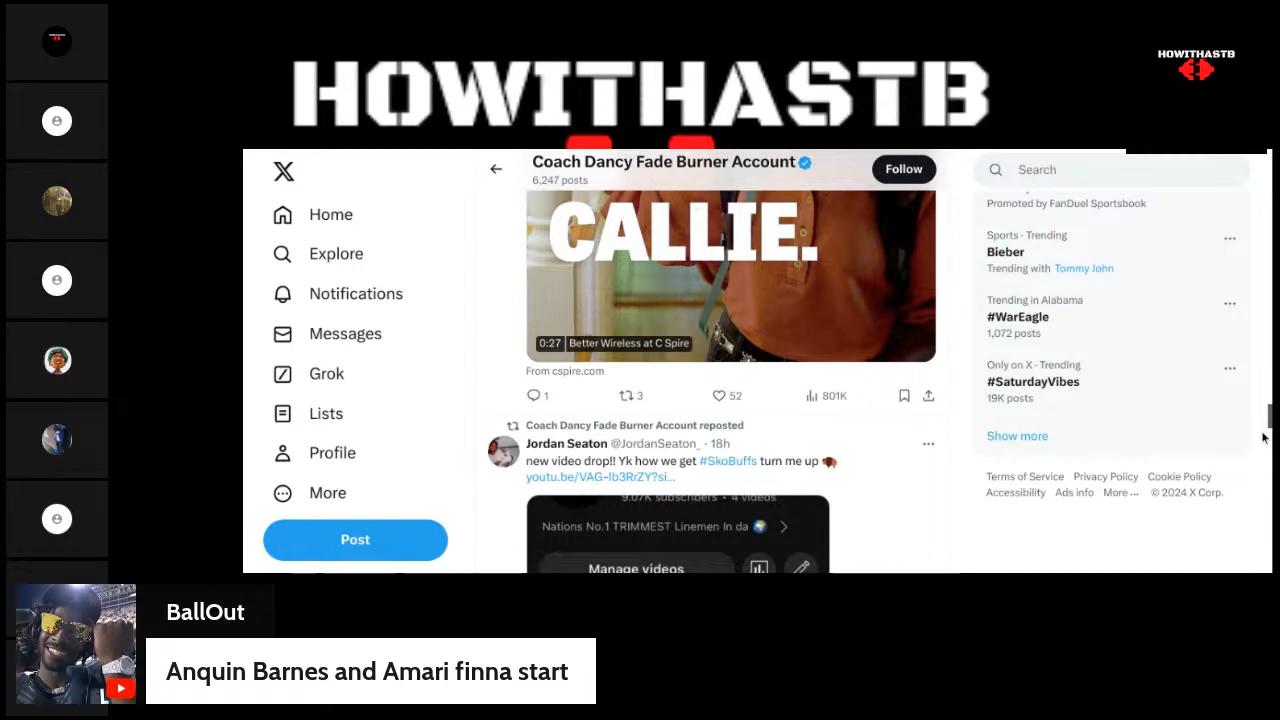 HOWITHASTB
HOWITHASTB
Coach Dancy Fade Burner Account
6,247 posts
Follow
Search
Home
Explore
Notifications
Messages
Grok
Lists
Profile
More
Post
CALLIE.
0:27 | Better Wireless at C Spire
From cspire.com
1
3
52
801K
Coach Dancy Fade Burner Account reposted
Jordan Seaton @JordanSeaton_ · 18h
new video drop!! Yk how we get #SkoBuffs turn me up
youtu.be/VAG-Ib3RrZY?si...
9.07K subscribers • 4 videos
Nations No.1 TRIMMEST Linemen In da
Manage videos
Promoted by FanDuel Sportsbook
Sports · Trending
Bieber
Trending with Tommy John
Trending in Alabama
#WarEagle
1,072 posts
Only on X · Trending
#SaturdayVibes
19K posts
Show more
Terms of Service Privacy Policy Cookie Policy
Accessibility Ads info More ··· © 2024 X Corp.
BallOut
Anquin Barnes and Amari finna start